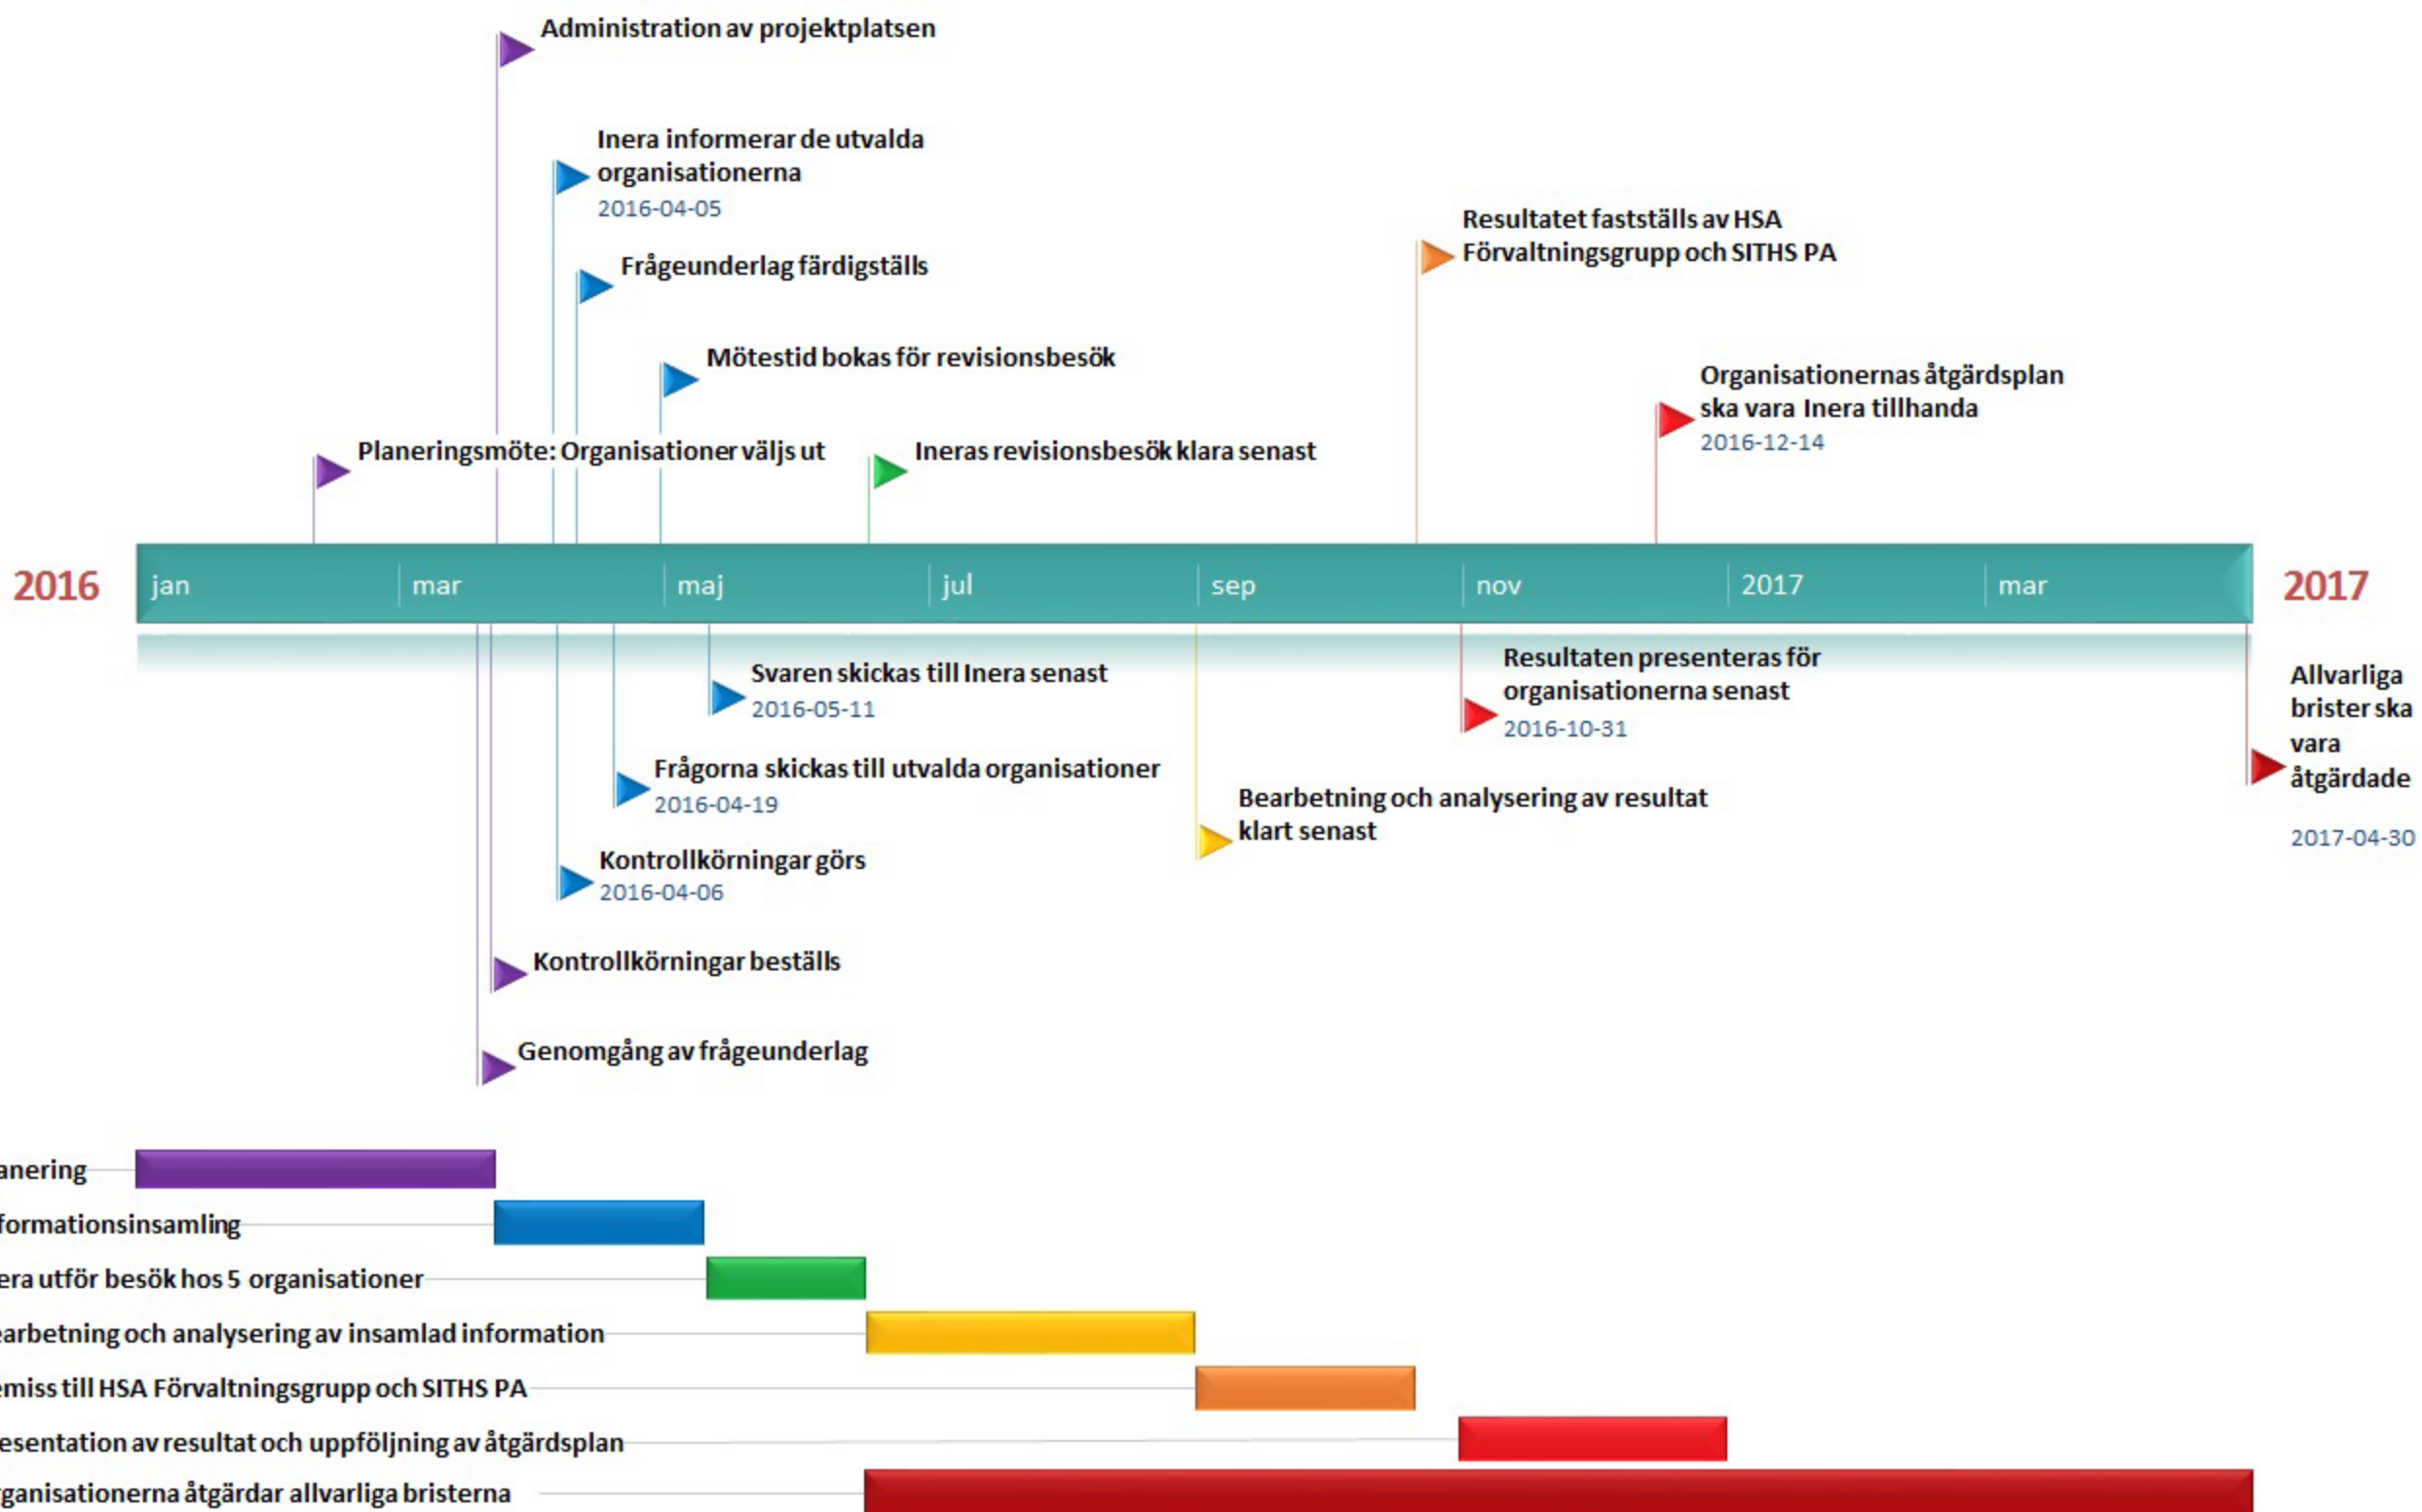 Administration av projektplatsen
Inera informerar de utvalda
organisationerna
2016-04-05
Frågeunderlag färdigställs
Mötestid bokas för revisionsbesök
Planeringsmöte: Organisationer väljs ut
Ineras revisionsbesök klara senast
Resultatet fastställs av HSA
Förvaltningsgrupp och SITHS PA
Organisationernas åtgärdsplan
ska vara Inera tillhanda
2016-12-14
2016 jan mar maj jul sep nov 2017 mar 2017
Svaren skickas till Inera senast
2016-05-11
Frågorna skickas till utvalda organisationer
2016-04-19
Kontrollkörningar görs
2016-04-06
Kontrollkörningar beställs
Genomgång av frågeunderlag
Resultaten presenteras för
organisationerna senast
2016-10-31
Bearbetning och analysering av resultat
klart senast
Allvarliga
brister ska
vara
åtgärdade
2017-04-30
anering
formationsinsamling
era utför besök hos 5 organisationer
earbetning och analysering av insamlad information
emiss till HSA Förvaltningsgrupp och SITHS PA
esentation av resultat och uppföljning av åtgärdsplan
ganisationerna åtgärdar allvarliga bristerna